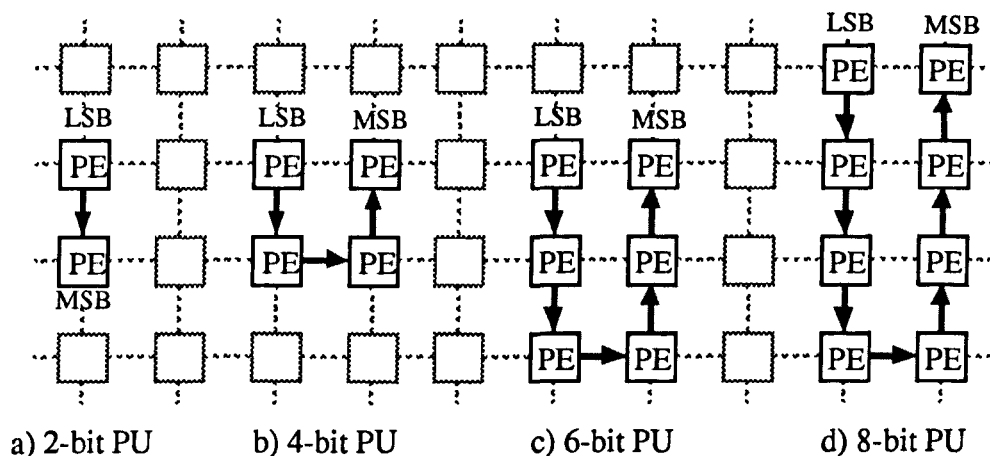 LSB MSB
PE PE
LSB LSB MSB LSB MSB
PE PE PE PE PE PE PE
PE PE PE PE PE PE PE
MSB
PE PE PE PE
a) 2-bit PU b) 4-bit PU c) 6-bit PU d) 8-bit PU